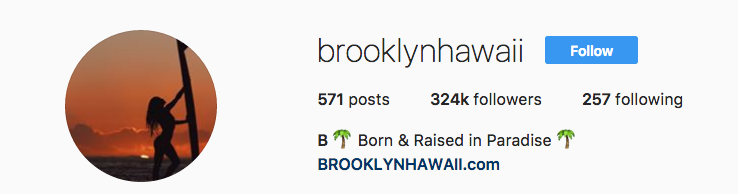 brooklynhawaii Follow
571 posts 324k followers 257 following
B 🌴 Born & Raised in Paradise 🌴
BROOKLYNHAWAII.com